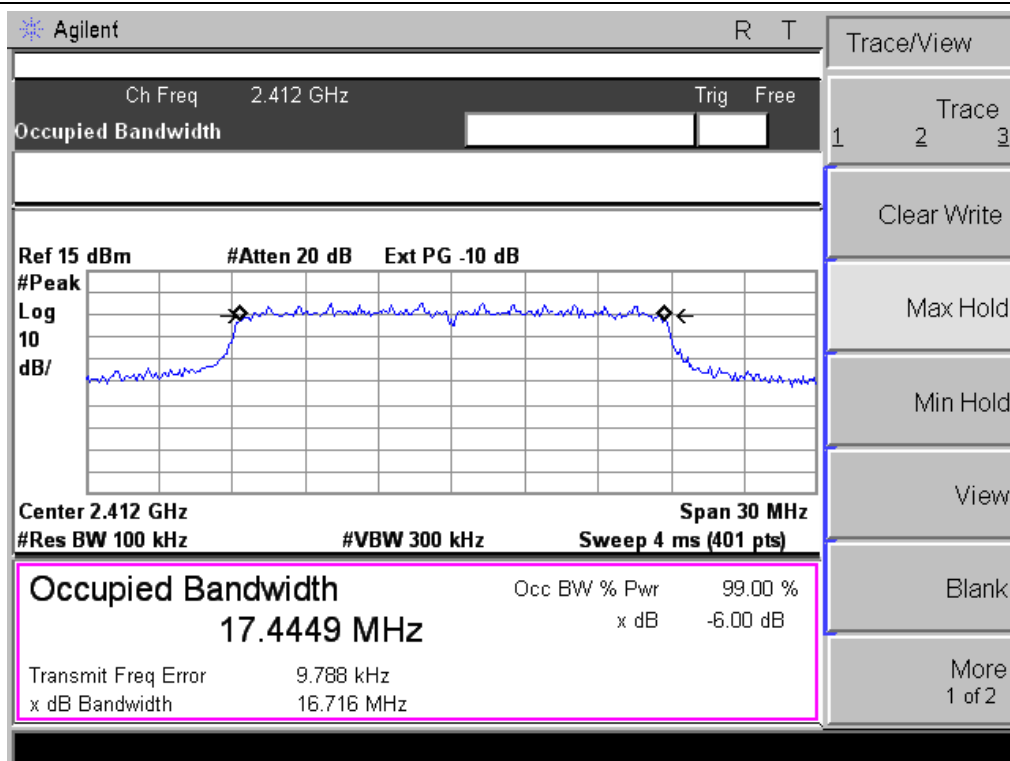 Agilent R T
Ch Freq 2.412 GHz Trig Free
Occupied Bandwidth
Ref 15 dBm #Atten 20 dB Ext PG -10 dB
#Peak
Log
10
dB/
Center 2.412 GHz Span 30 MHz
#Res BW 100 kHz #VBW 300 kHz Sweep 4 ms (401 pts)
Occupied Bandwidth Occ BW % Pwr 99.00 %
17.4449 MHz x dB -6.00 dB
Transmit Freq Error 9.788 kHz
x dB Bandwidth 16.716 MHz
Trace/View
Trace
1 2 3
Clear Write
Max Hold
Min Hold
View
Blank
More
1 of 2